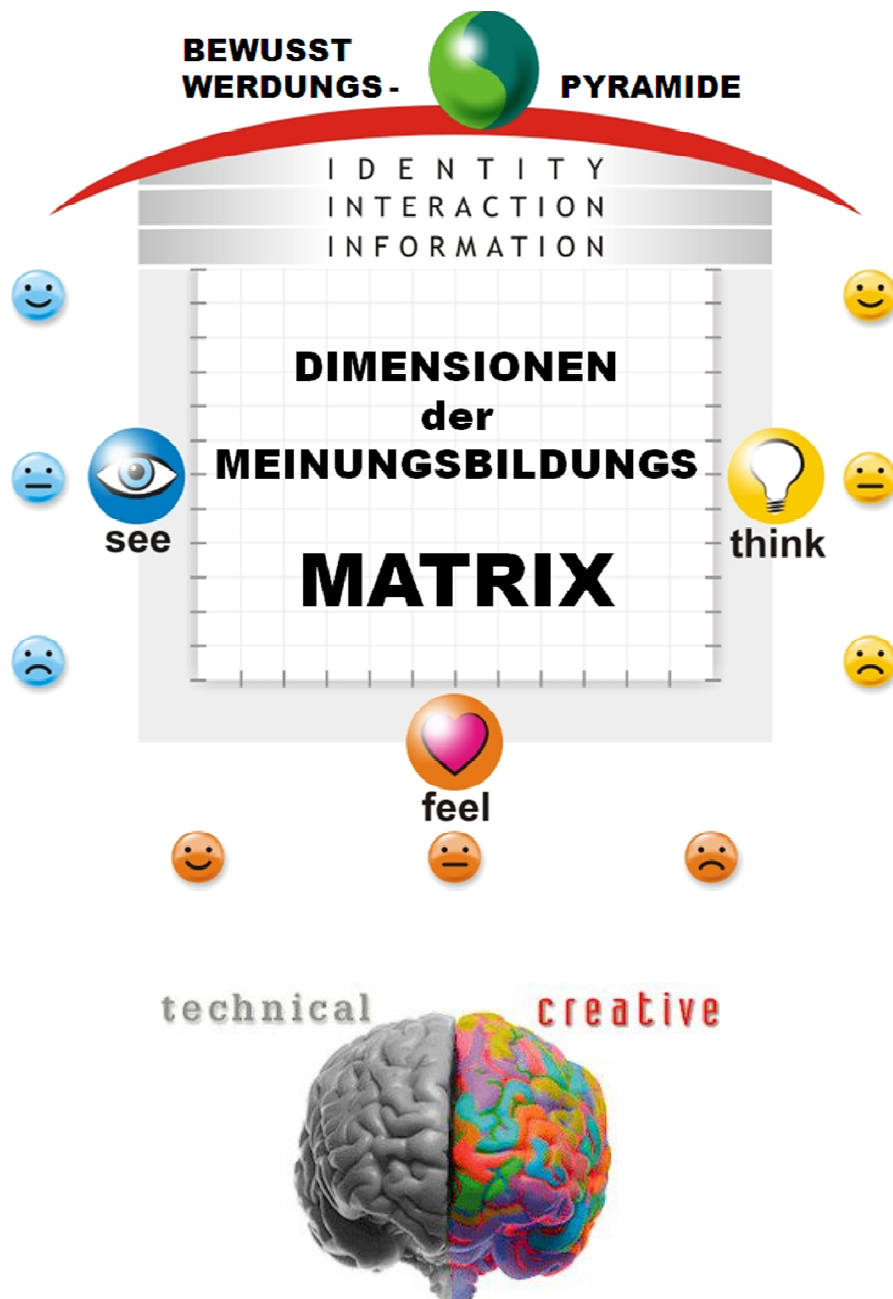 BEWUSST
WERDUNGS - PYRAMIDE
IDENTITY
INTERACTION
INFORMATION
DIMENSIONEN
der
MEINUNGSBILDUNGS
MATRIX
see
think
feel
technical creative